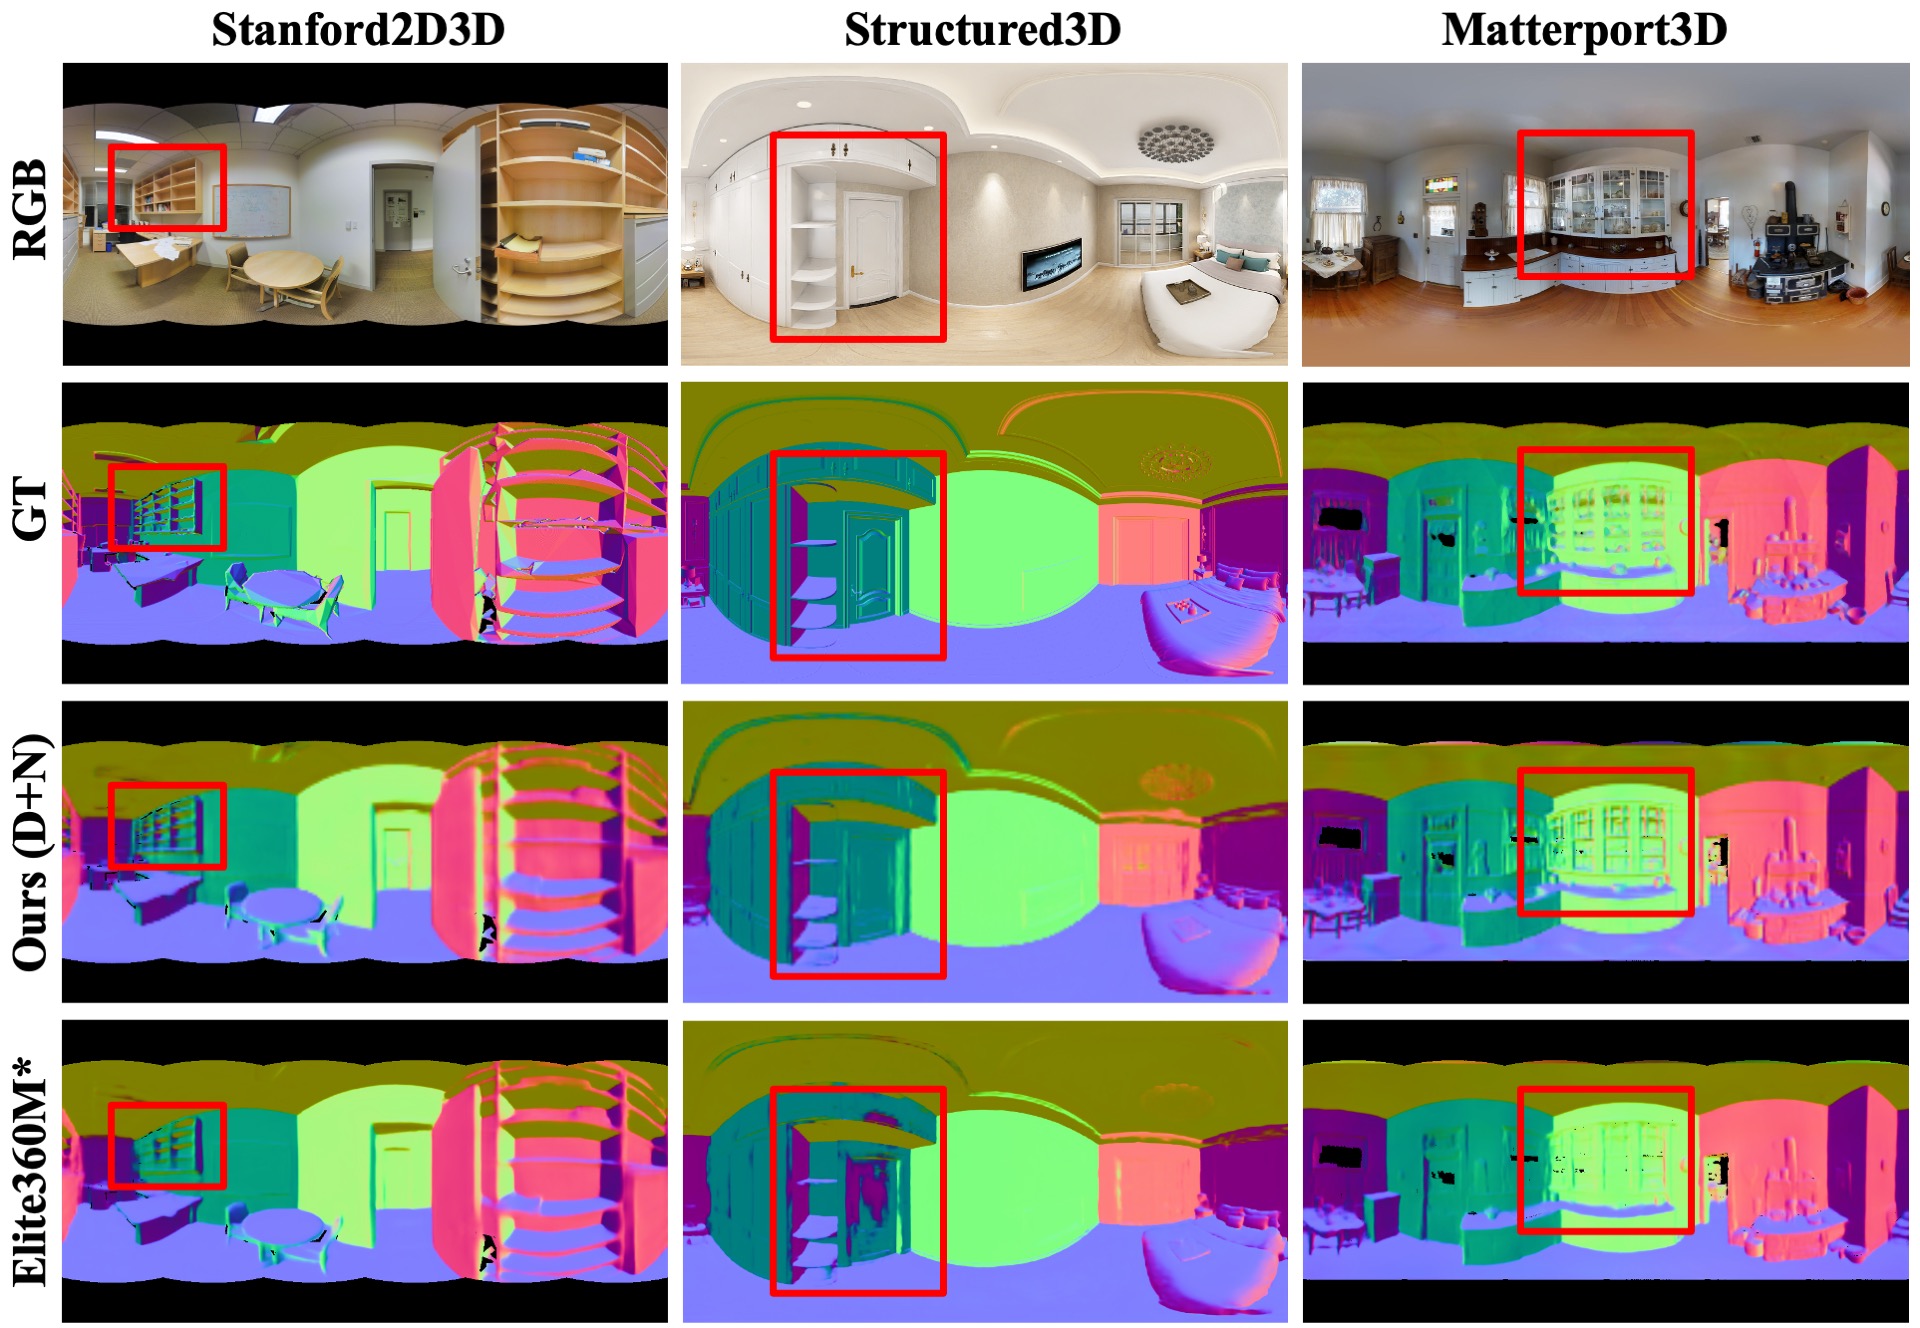 Stanford2D3D
Structured3D
Matterport3D
RGB
GT
Ours (D+N)
Elite360M*